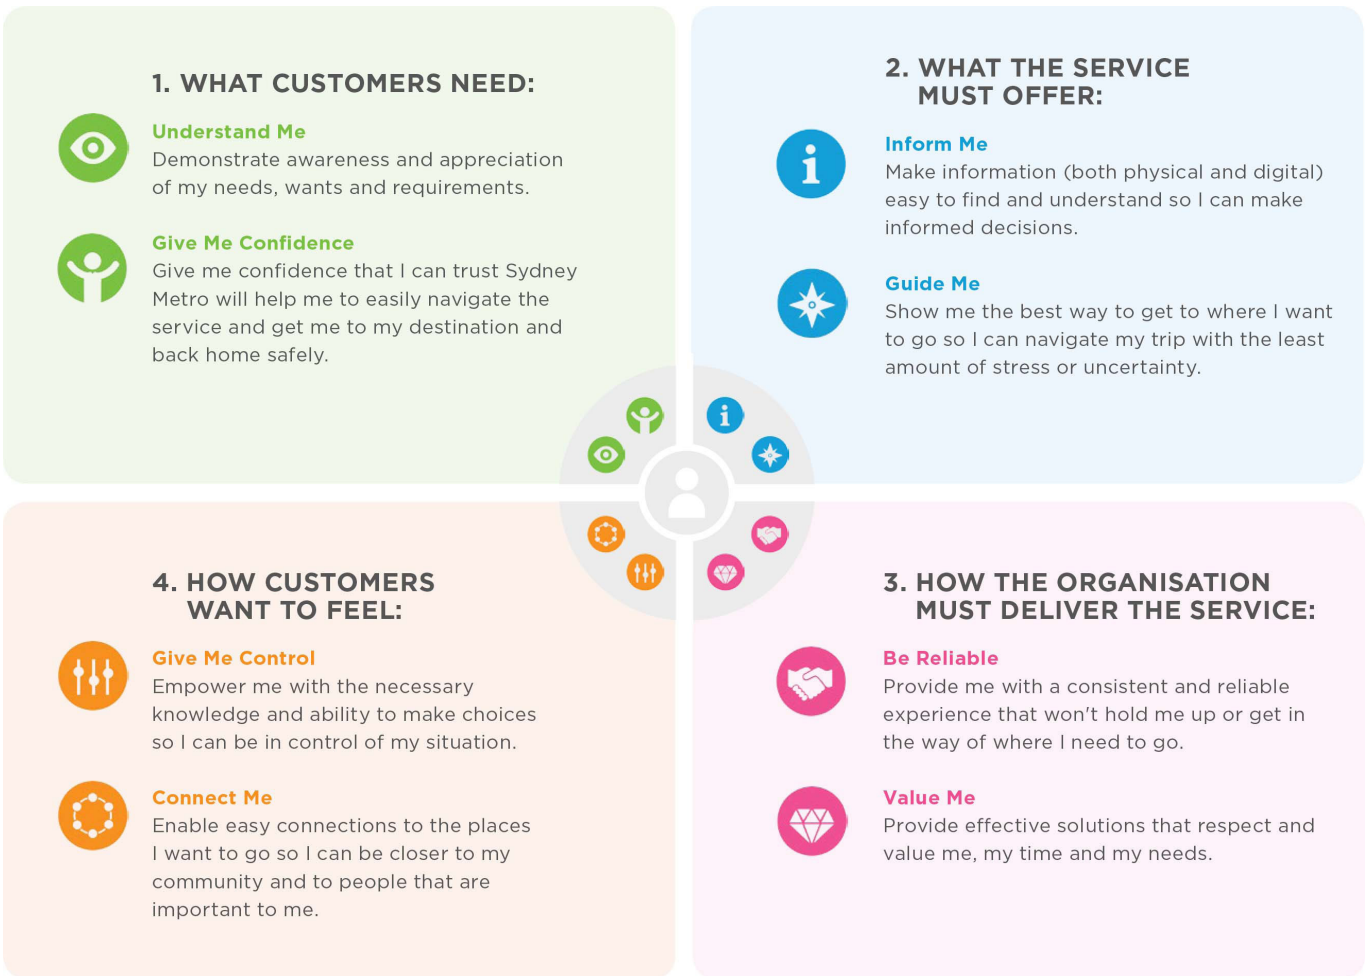 1. WHAT CUSTOMERS NEED:
Understand Me
Demonstrate awareness and appreciation
of my needs, wants and requirements.
Give Me Confidence
Give me confidence that I can trust Sydney
Metro will help me to easily navigate the
service and get me to my destination and
back home safely.
2. WHAT THE SERVICE
MUST OFFER:
Inform Me
Make information (both physical and digital)
easy to find and understand so I can make
informed decisions.
Guide Me
Show me the best way to get to where I want
to go so I can navigate my trip with the least
amount of stress or uncertainty.
3. HOW THE ORGANISATION
MUST DELIVER THE SERVICE:
Be Reliable
Provide me with a consistent and reliable
experience that won't hold me up or get in
the way of where I need to go.
Value Me
Provide effective solutions that respect and
value me, my time and my needs.
4. HOW CUSTOMERS
WANT TO FEEL:
Give Me Control
Empower me with the necessary
knowledge and ability to make choices
so I can be in control of my situation.
Connect Me
Enable easy connections to the places
I want to go so I can be closer to my
community and to people that are
important to me.